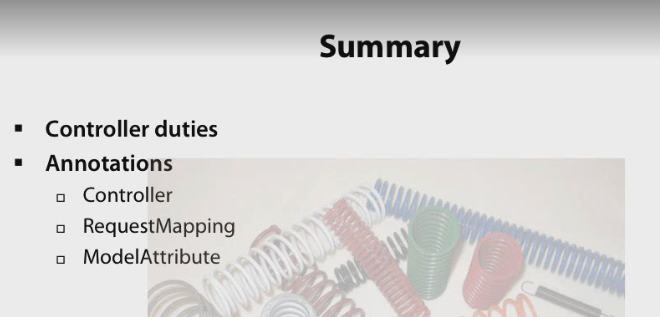 Summary
Controller duties
Annotations
Controller
RequestMapping
ModelAttribute